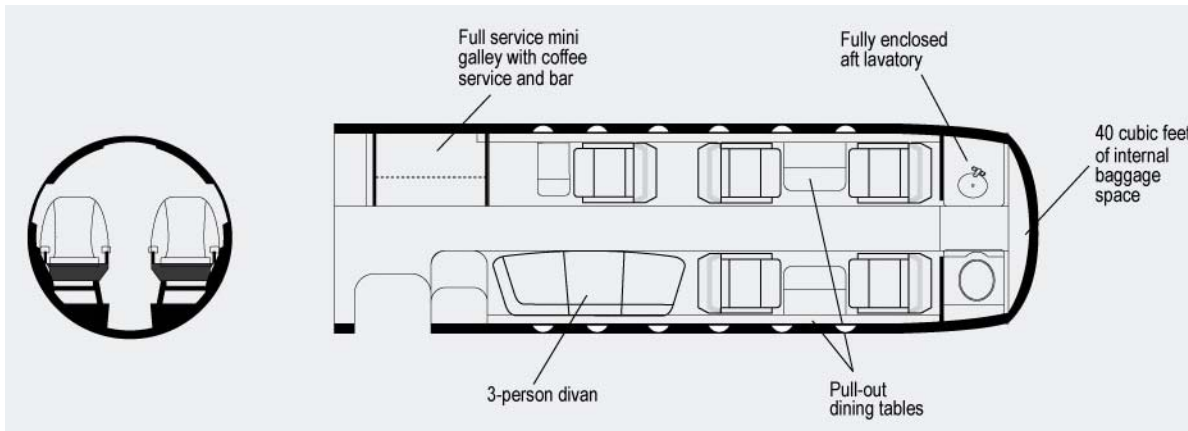 Full service mini
galley with coffee
service and bar
Fully enclosed
aft lavatory
40 cubic feet
of internal
baggage
space
3-person divan
Pull-out
dining tables